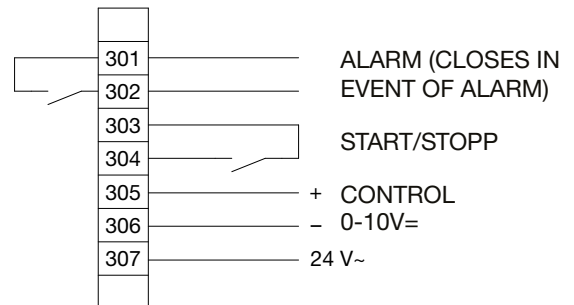 301
302
303
304
305
306
307
ALARM (CLOSES IN
EVENT OF ALARM)
START/STOPP
+ CONTROL
– 0-10V=
24 V~